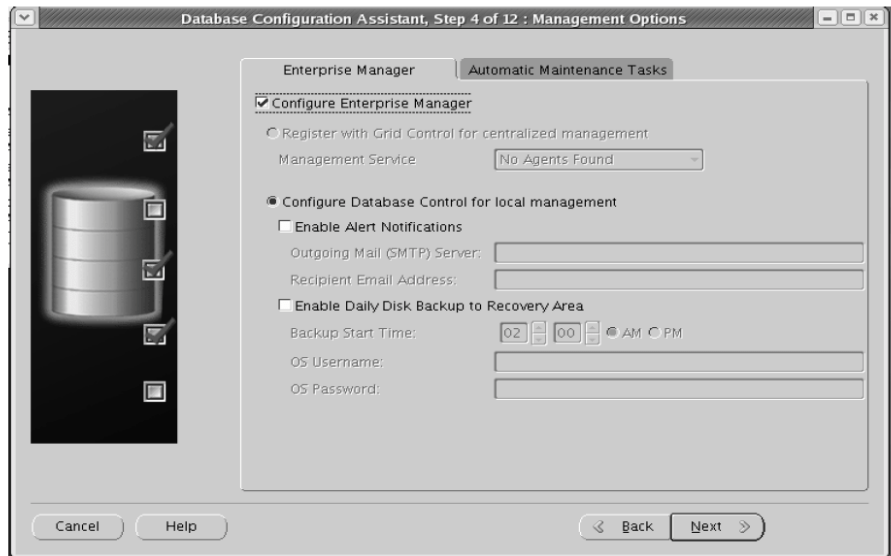 Database Configuration Assistant, Step 4 of 12 : Management Options
Enterprise Manager Automatic Maintenance Tasks
Configure Enterprise Manager
Register with Grid Control for centralized management
Management Service No Agents Found
Configure Database Control for local management
Enable Alert Notifications
Outgoing Mail (SMTP) Server:
Recipient Email Address:
Enable Daily Disk Backup to Recovery Area
Backup Start Time: 02 00 AM PM
OS Username:
OS Password:
Cancel Help Back Next